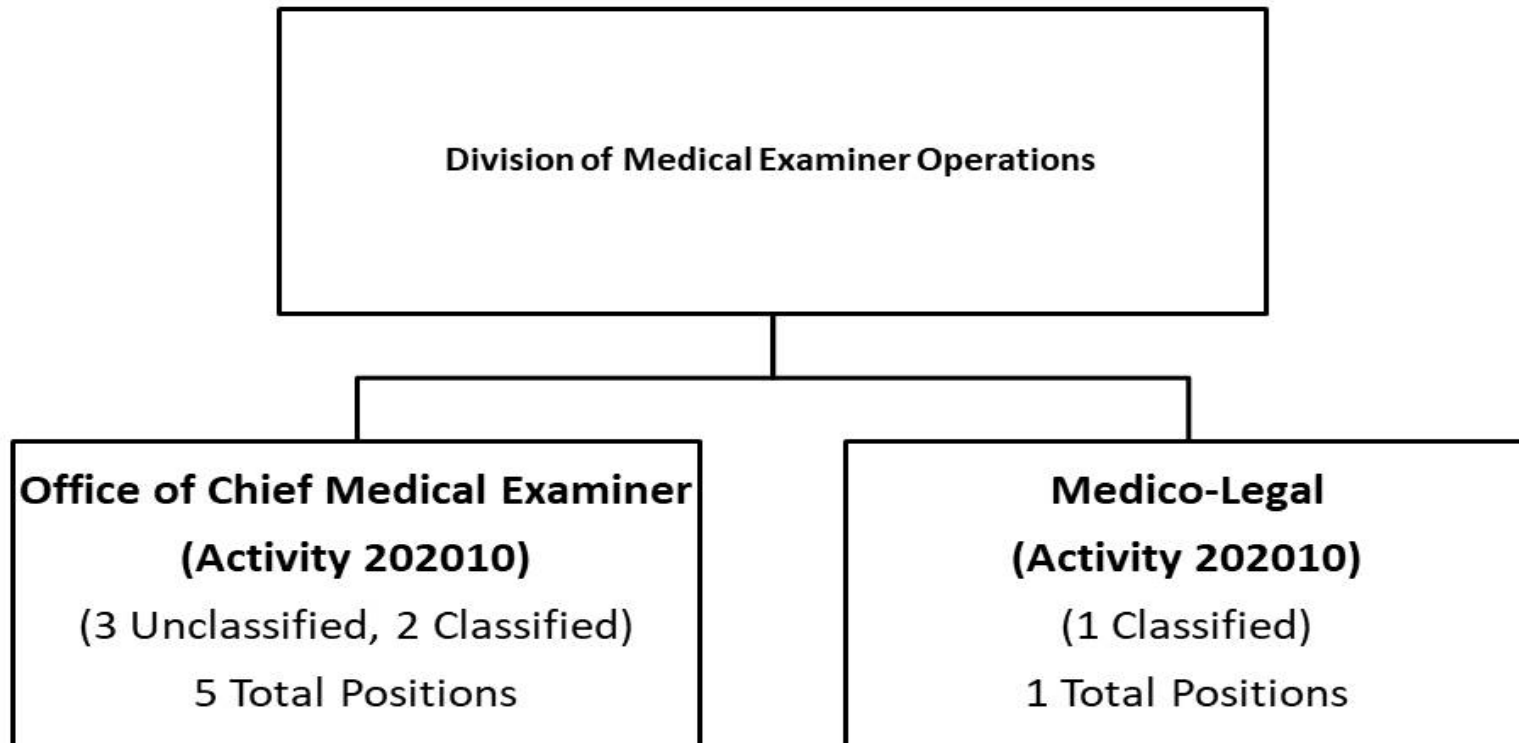 Division of Medical Examiner Operations
Office of Chief Medical Examiner
(Activity 202010)
(3 Unclassified, 2 Classified)
5 Total Positions
Medico-Legal
(Activity 202010)
(1 Classified)
1 Total Positions